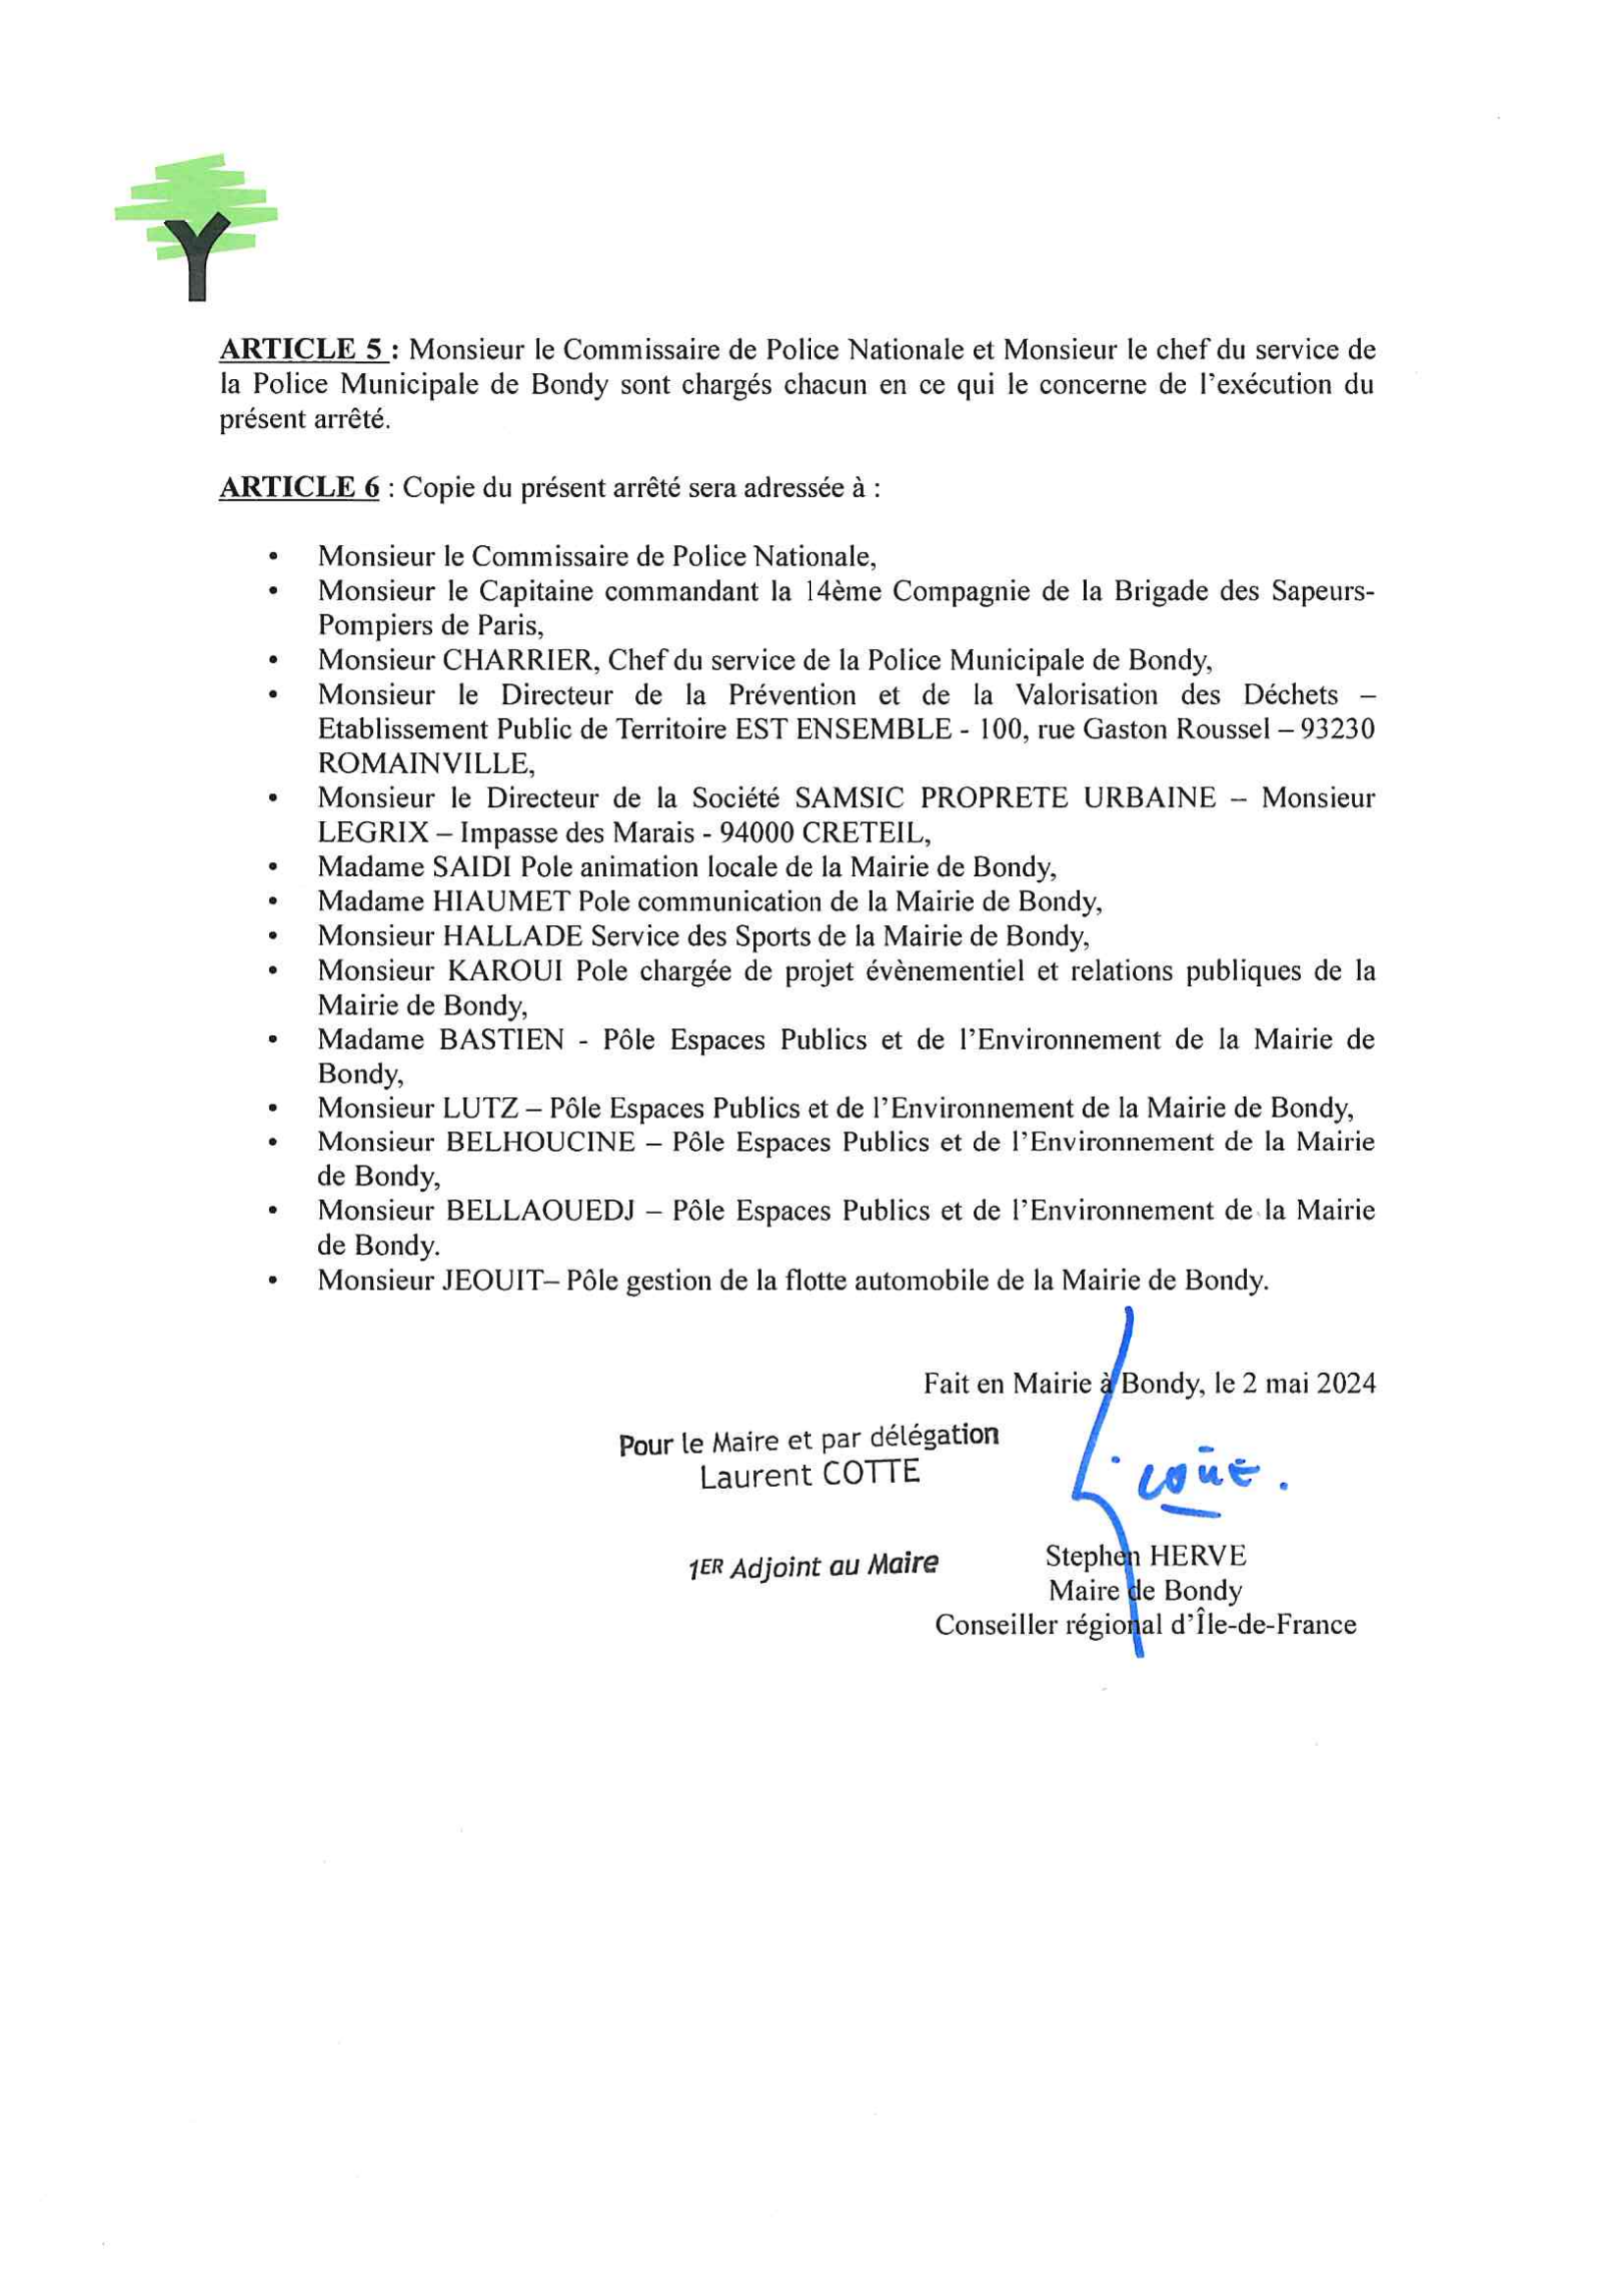 ARTICLE 5 : Monsieur le Commissaire de Police Nationale et Monsieur le chef du service de
la Police Municipale de Bondy sont chargés chacun en ce qui le concerne de l'exécution du
présent arrêté.
ARTICLE 6 : Copie du présent arrêté sera adressée à :
• Monsieur le Commissaire de Police Nationale,
• Monsieur le Capitaine commandant la 14ème Compagnie de la Brigade des Sapeurs-
Pompiers de Paris,
• Monsieur CHARRIER, Chef du service de la Police Municipale de Bondy,
• Monsieur le Directeur de la Prévention et de la Valorisation des Déchets –
Etablissement Public de Territoire EST ENSEMBLE - 100, rue Gaston Roussel – 93230
ROMAINVILLE,
• Monsieur le Directeur de la Société SAMSIC PROPRETE URBAINE – Monsieur
LEGRIX – Impasse des Marais - 94000 CRETEIL,
• Madame SAIDI Pole animation locale de la Mairie de Bondy,
• Madame HIAUMET Pole communication de la Mairie de Bondy,
• Monsieur HALLADE Service des Sports de la Mairie de Bondy,
• Monsieur KAROUI Pole chargée de projet évènementiel et relations publiques de la
Mairie de Bondy,
• Madame BASTIEN - Pôle Espaces Publics et de l'Environnement de la Mairie de
Bondy,
• Monsieur LUTZ – Pôle Espaces Publics et de l'Environnement de la Mairie de Bondy,
• Monsieur BELHOUCINE – Pôle Espaces Publics et de l'Environnement de la Mairie
de Bondy,
• Monsieur BELLAOUEDJ – Pôle Espaces Publics et de l'Environnement de la Mairie
de Bondy.
• Monsieur JEOUIT– Pôle gestion de la flotte automobile de la Mairie de Bondy.
Fait en Mairie à Bondy, le 2 mai 2024
Pour le Maire et par délégation
Laurent COTTE
1ER Adjoint au Maire
Stephen HERVE
Maire de Bondy
Conseiller régional d'Île-de-France